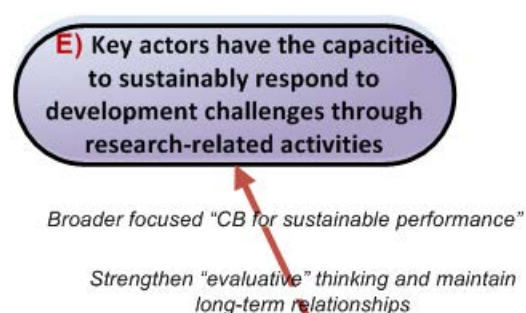 E) Key actors have the capacities
to sustainably respond to
development challenges through
research-related activities
Broader focused “CB for sustainable performance”
Strengthen “evaluative” thinking and maintain
long-term relationships